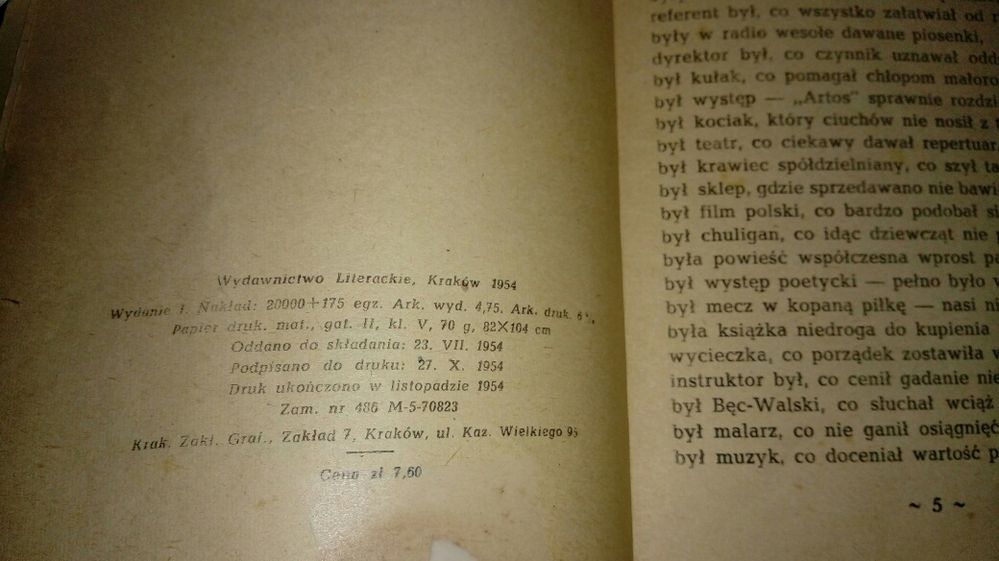 Wydawnictwo Literackie, Kraków 1954
Wydanie I. Nakład: 20000+175 egz. Ark. wyd. 4,75. Ark. druk. 6
Papier druk. mat., gat. II, kl. V, 70 g, 82X104 cm
Oddano do składania: 23. VII. 1954
Podpisano do druku: 27. X. 1954
Druk ukończono w listopadzie 1954
Zam. nr 486 M-5-70823
Krak. Zakł. Graf., Zakład 7, Kraków, ul. Kaz. Wielkiego 95
Cena zł 7,60
referent był, co wszystko załatwiał od
były w radio wesołe dawane piosenki,
dyrektor był, co czynnik uznawał
był kułak, co pomagał chłopom
był występ — „Artos" sprawnie
był kociak, który ciuchów nie nosił z
był teatr, co ciekawy dawał repertuar
był krawiec spółdzielniany, co szył
był sklep, gdzie sprzedawano nie
był film polski, co bardzo podobał
był chuligan, co idąc dziewcząt nie
była powieść współczesna wprost
był występ poetycki — pełno było
był mecz w kopaną piłkę — nasi
była książka niedroga do kupienia
wycieczka, co porządek zostawiła
instruktor był, co cenił gadanie
był Bęc-Walski, co słuchał wciąż
był malarz, co nie ganił
był muzyk, co doceniał wartość
~ 5 ~